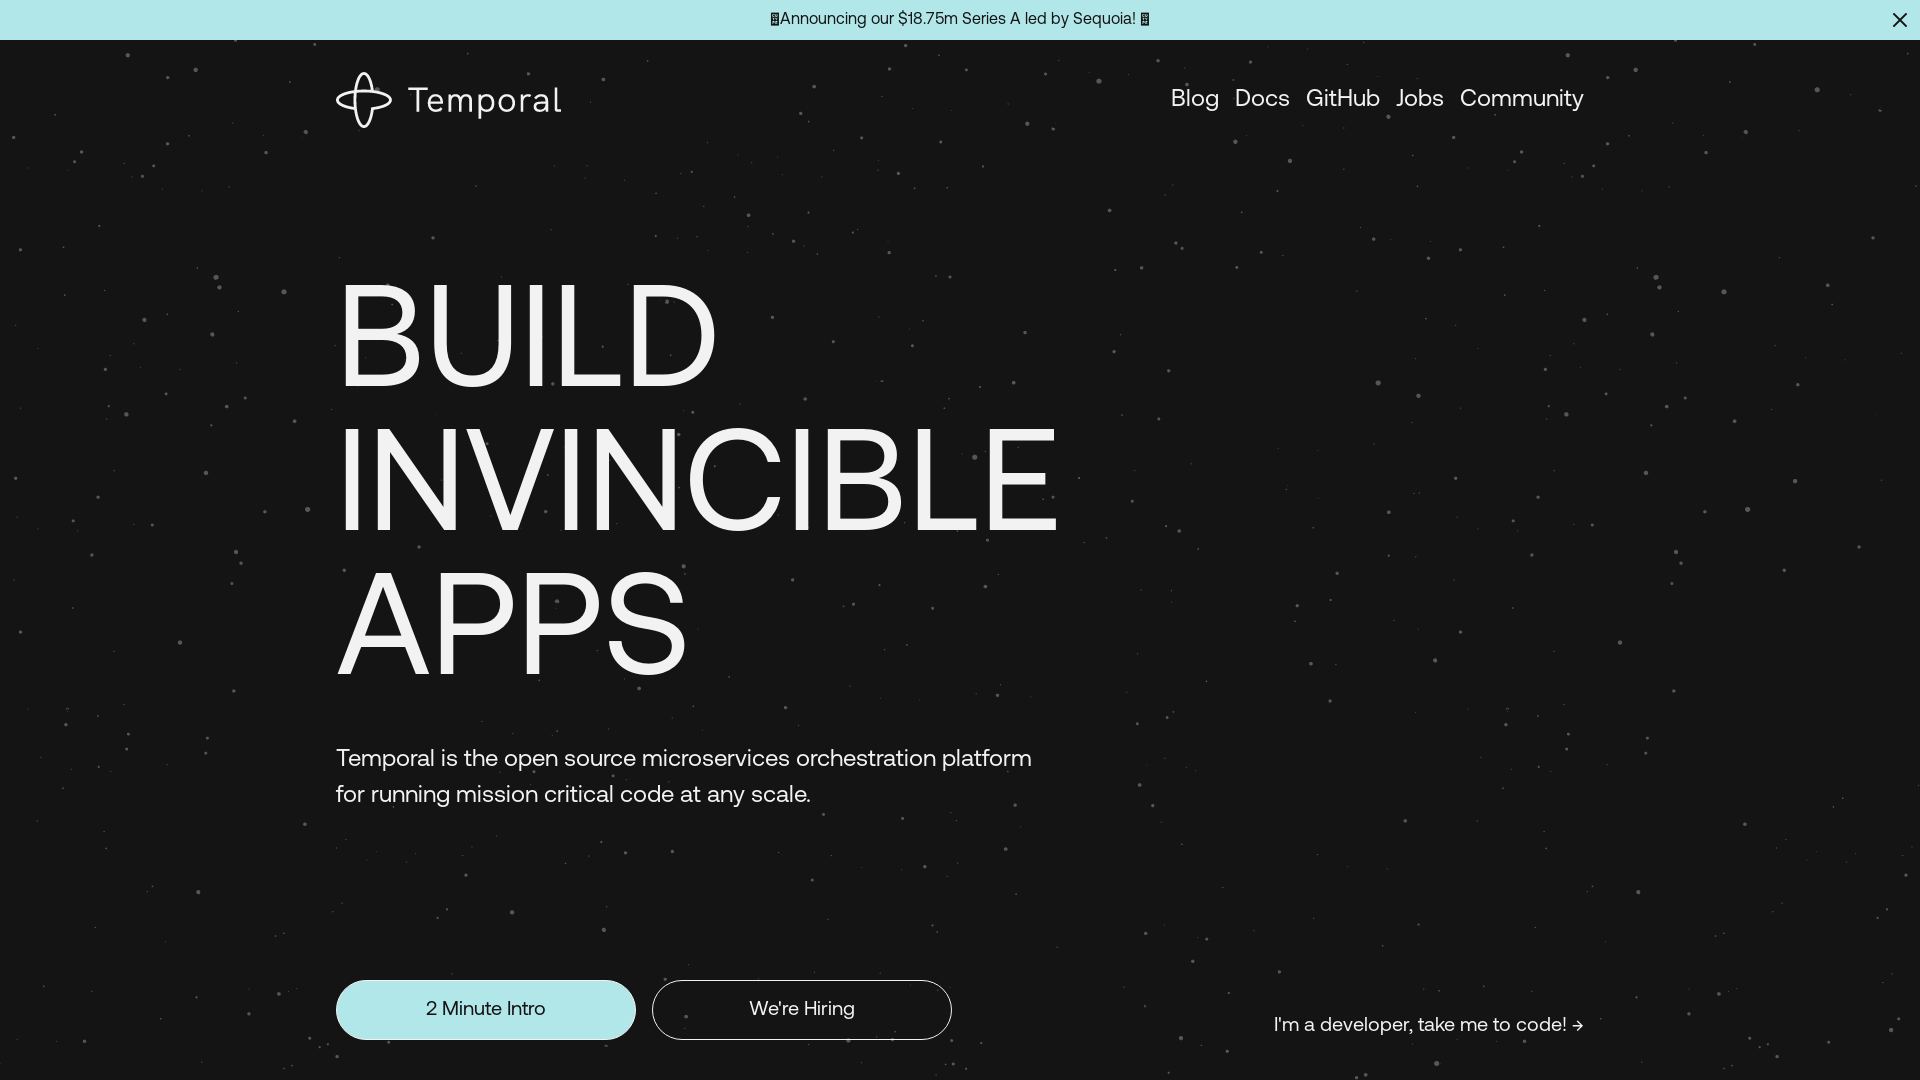 Announcing our $18.75m Series A led by Sequoia!
Temporal
Blog Docs GitHub Jobs Community
BUILD
INVINCIBLE
APPS
Temporal is the open source microservices orchestration platform
for running mission critical code at any scale.
2 Minute Intro
We're Hiring
I'm a developer, take me to code! →